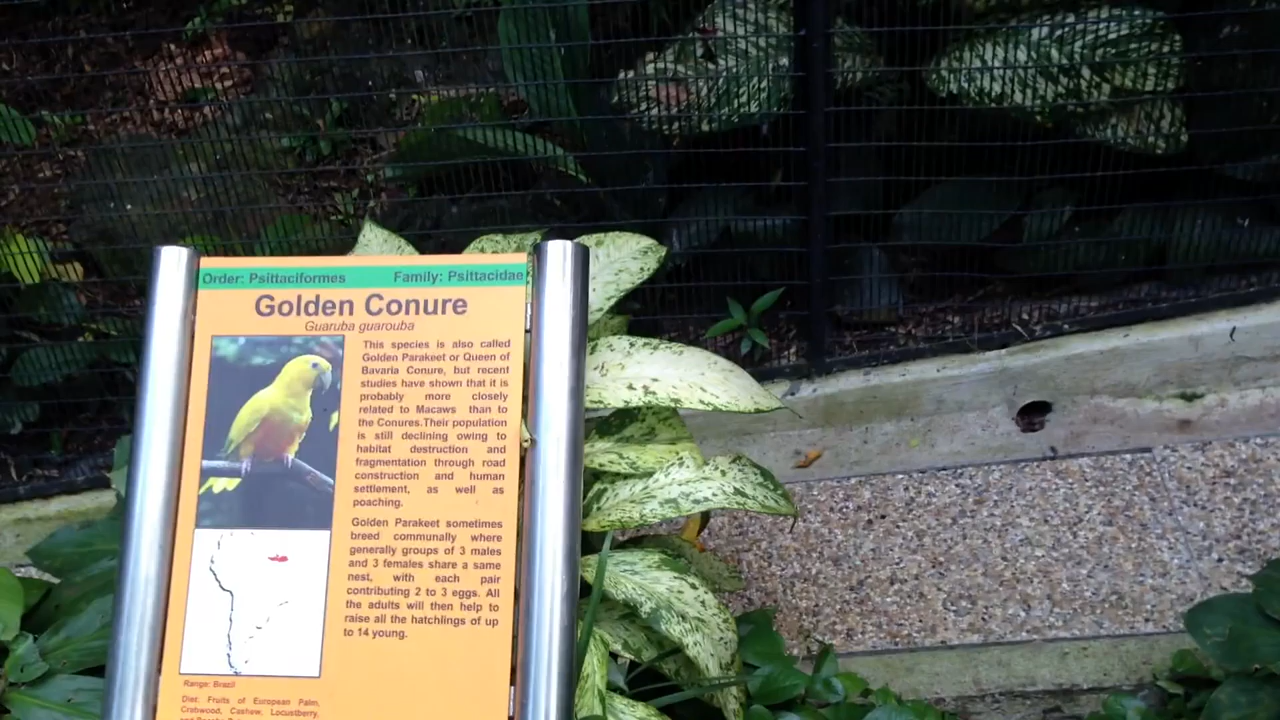 Order: Psittaciformes Family: Psittacidae
Golden Conure
Guaruba guarouba
This species is also called
Golden Parakeet or Queen of
Bavaria Conure, but recent
studies have shown that it is
probably more closely
related to Macaws than to
the Conures.Their population
is still declining owing to
habitat destruction and
fragmentation through road
construction and human
settlement, as well as
poaching.
Golden Parakeet sometimes
breed communally where
generally groups of 3 males
and 3 females share a same
nest, with each pair
contributing 2 to 3 eggs. All
the adults will then help to
raise all the hatchlings of up
to 14 young.
Range: Brazil
Diet: Fruits of European Palm,
Crabwood, Cashew, Locustberry,